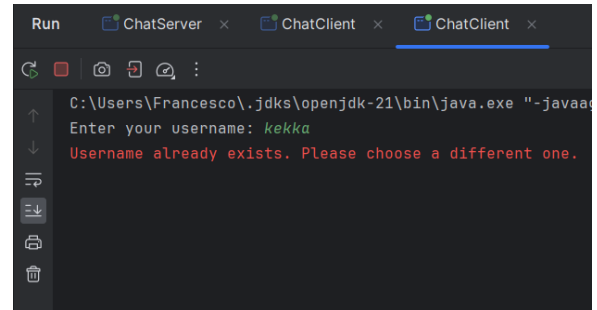 Run ChatServer ChatClient ChatClient
C:\Users\Francesco\.jdks\openjdk-21\bin\java.exe "-javaag
Enter your username: kekka
Username already exists. Please choose a different one.